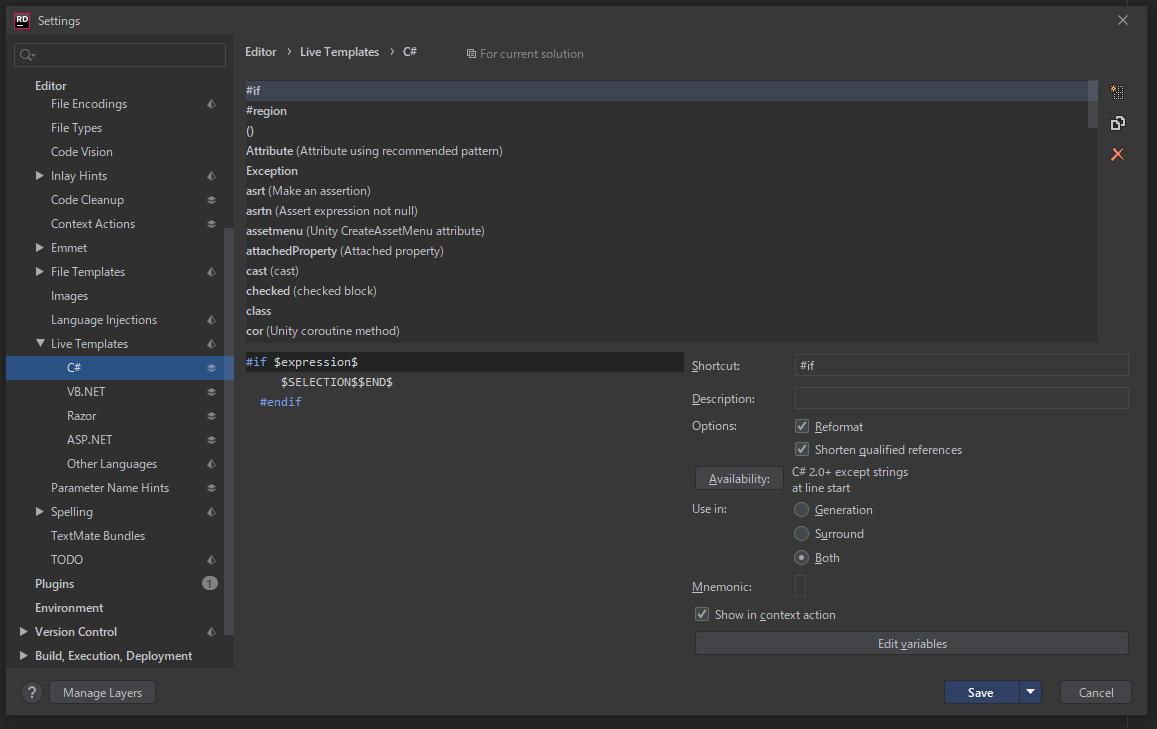 RD Settings
Editor › Live Templates › C# For current solution
Editor
File Encodings
File Types
Code Vision
Inlay Hints
Code Cleanup
Context Actions
Emmet
File Templates
Images
Language Injections
Live Templates
C#
VB.NET
Razor
ASP.NET
Other Languages
Parameter Name Hints
Spelling
TextMate Bundles
TODO
Plugins 1
Environment
Version Control
Build, Execution, Deployment
#if
#region
()
Attribute (Attribute using recommended pattern)
Exception
asrt (Make an assertion)
asrtn (Assert expression not null)
assetmenu (Unity CreateAssetMenu attribute)
attachedProperty (Attached property)
cast (cast)
checked (checked block)
class
cor (Unity coroutine method)
#if $expression$
$SELECTION$$END$
#endif
Shortcut: #if
Description:
Options: Reformat
Shorten qualified references
Availability: C# 2.0+ except strings
at line start
Use in: Generation
Surround
Both
Mnemonic:
Show in context action
Edit variables
? Manage Layers Save Cancel